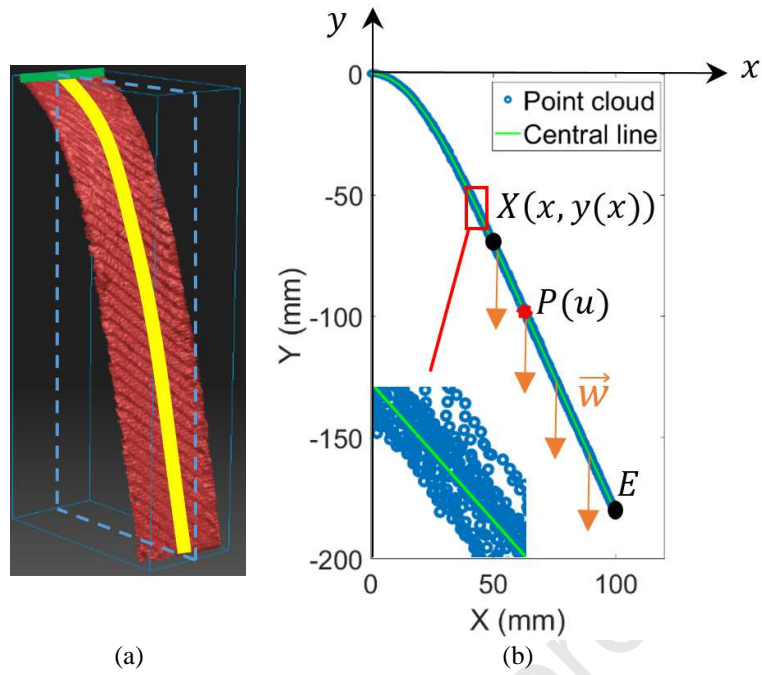 y
x
0
Point cloud
Central line
-50
X(x, y(x))
-100
P(u)
Y (mm)
w
-150
E
-200
0
50
100
X (mm)
(a)
(b)